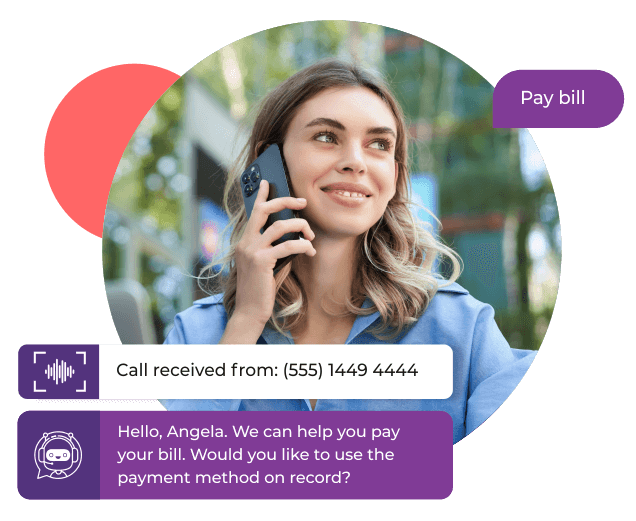 Pay bill
Call received from: (555) 1449 4444
Hello, Angela. We can help you pay
your bill. Would you like to use the
payment method on record?